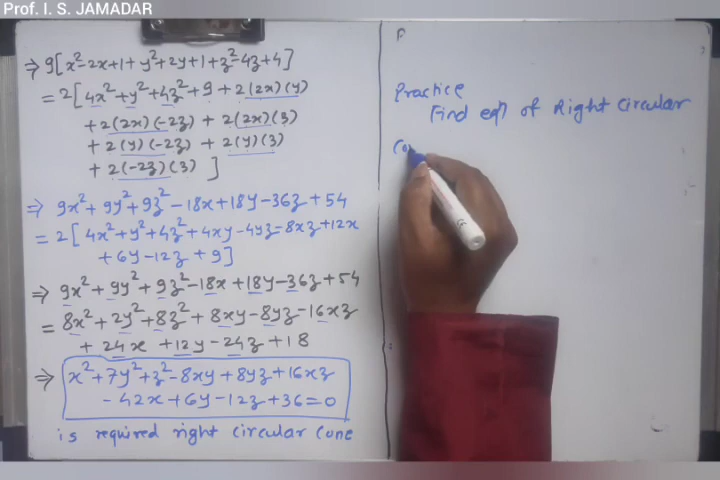 Prof. I. S. JAMADAR
⇒ 9[x²-2x+1+y²+2y+1+z²-4z+4]
= 2[4x²+y²+4z²+9+2(2x)(y)
+2(2x)(-2z)+2(2x)(3)
+2(y)(-2z)+2(y)(3)
+2(-2z)(3)]
⇒ 9x²+9y²+9z²-18x+18y-36z+54
= 2[4x²+y²+4z²+4xy-4yz-8xz+12x
+6y-12z+9]
⇒ 9x²+9y²+9z²-18x+18y-36z+54
= 8x²+2y²+8z²+8xy-8yz-16xz
+24x+12y-24z+18
⇒ x²+7y²+z²-8xy+8yz+16xz
-42x+6y-12z+36=0
is required right circular cone
Practice
Find eqn of Right circular
Co